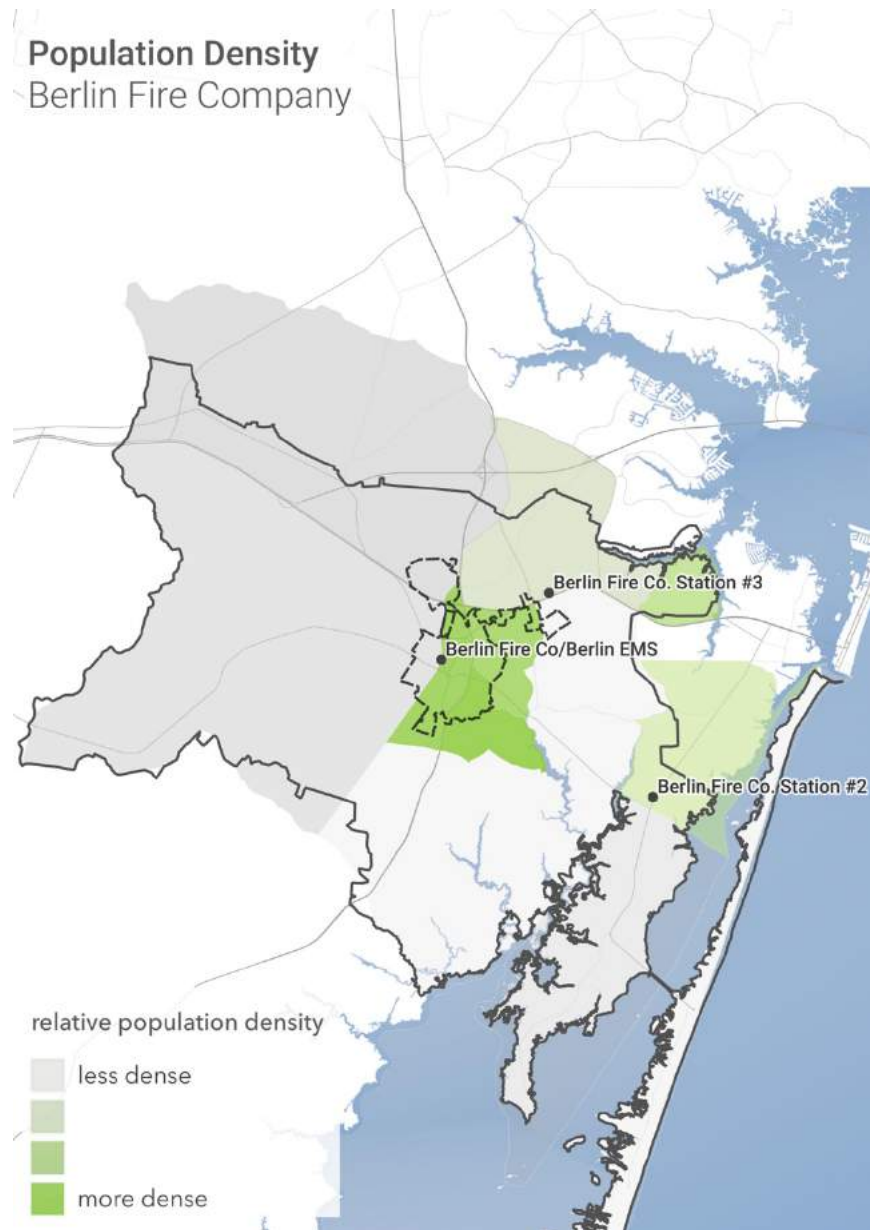 Population Density
Berlin Fire Company
Berlin Fire Co. Station #3
Berlin Fire Co/Berlin EMS
Berlin Fire Co. Station #2
relative population density
less dense
more dense